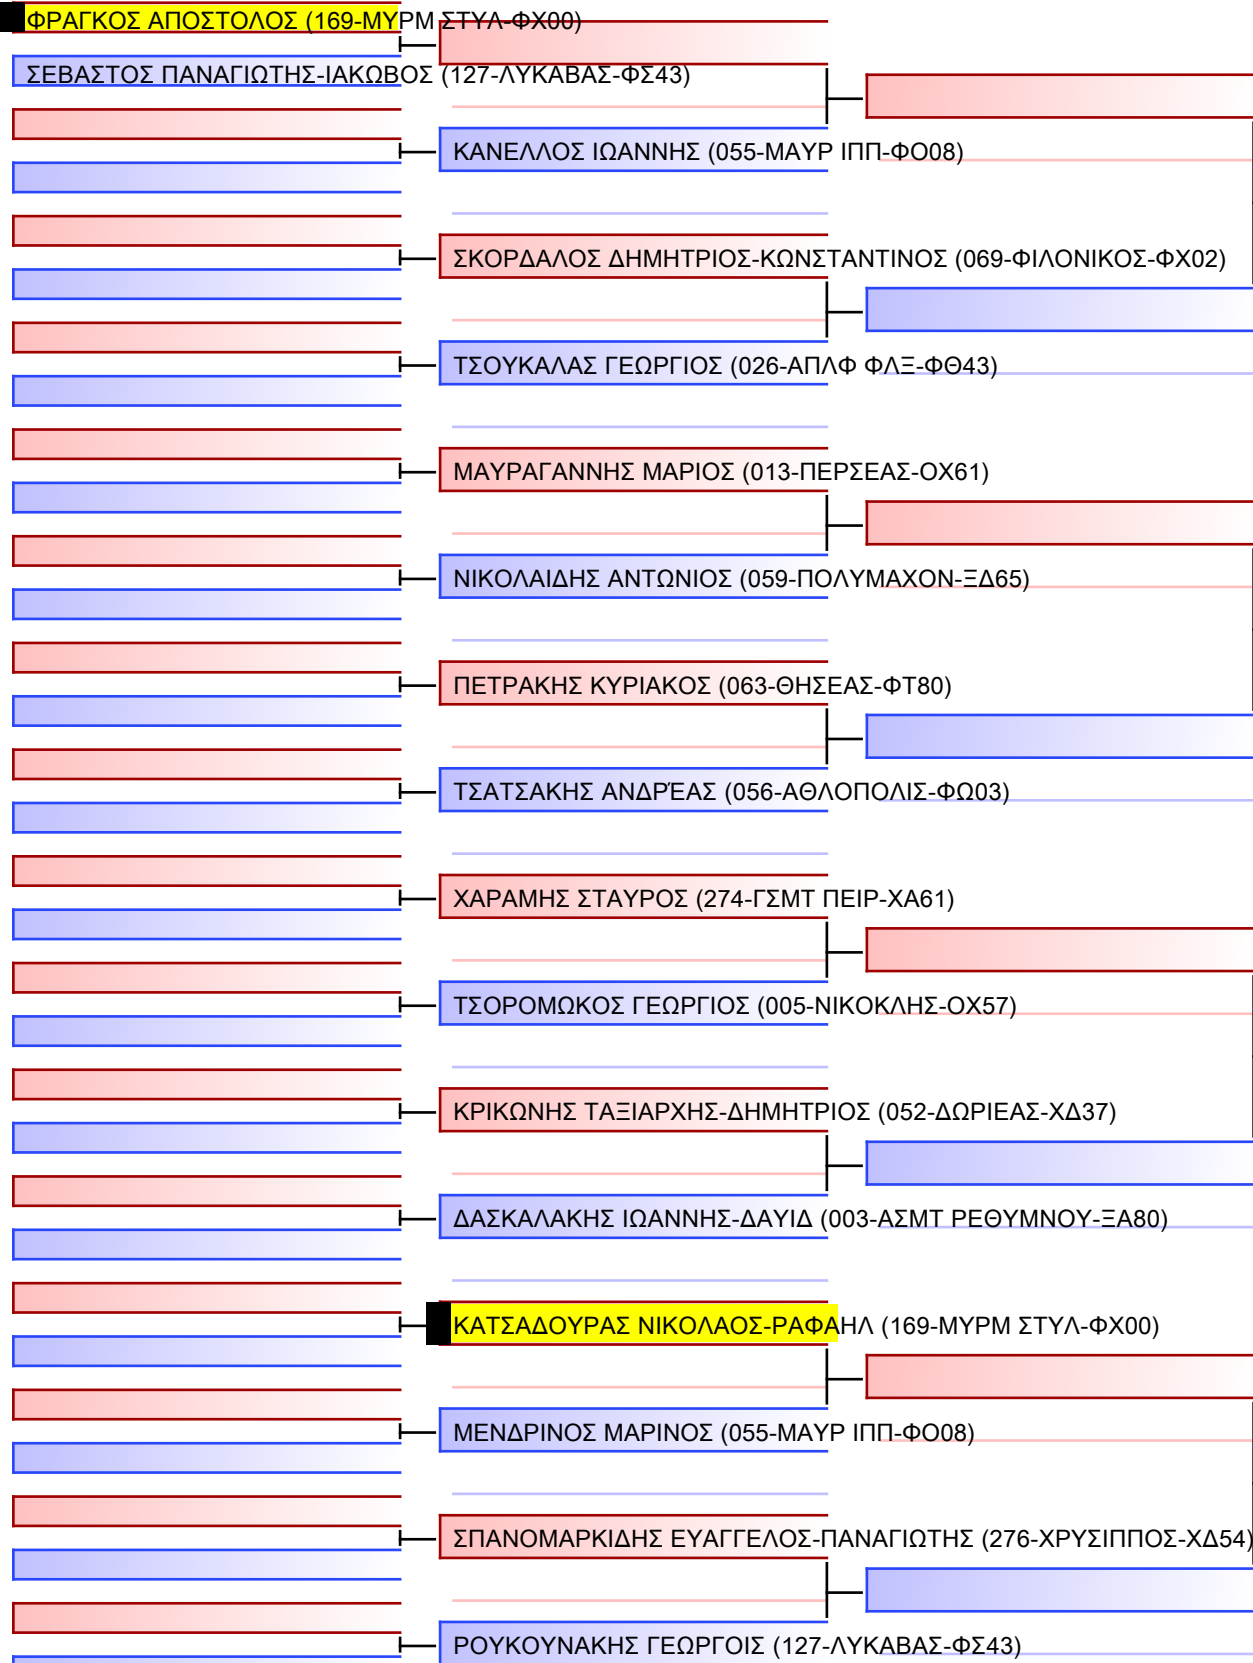 ΦΡΑΓΚΟΣ ΑΠΟΣΤΟΛΟΣ (169-ΜΥΡΜ ΣΤΥΛ-ΦΧ00)
ΣΕΒΑΣΤΟΣ ΠΑΝΑΓΙΩΤΗΣ-ΙΑΚΩΒΟΣ (127-ΛΥΚΑΒΑΣ-ΦΣ43)
ΚΑΝΕΛΛΟΣ ΙΩΑΝΝΗΣ (055-ΜΑΥΡ ΙΠΠ-ΦΟ08)
ΣΚΟΡΔΑΛΟΣ ΔΗΜΗΤΡΙΟΣ-ΚΩΝΣΤΑΝΤΙΝΟΣ (069-ΦΙΛΟΝΙΚΟΣ-ΦΧ02)
ΤΣΟΥΚΑΛΑΣ ΓΕΩΡΓΙΟΣ (026-ΑΠΛΦ ΦΛΞ-ΦΘ43)
ΜΑΥΡΑΓΑΝΝΗΣ ΜΑΡΙΟΣ (013-ΠΕΡΣΕΑΣ-ΟΧ61)
ΝΙΚΟΛΑΙΔΗΣ ΑΝΤΩΝΙΟΣ (059-ΠΟΛΥΜΑΧΟΝ-ΞΔ65)
ΠΕΤΡΑΚΗΣ ΚΥΡΙΑΚΟΣ (063-ΘΗΣΕΑΣ-ΦΤ80)
ΤΣΑΤΣΑΚΗΣ ΑΝΔΡΈΑΣ (056-ΑΘΛΟΠΟΛΙΣ-ΦΩ03)
ΧΑΡΑΜΗΣ ΣΤΑΥΡΟΣ (274-ΓΣΜΤ ΠΕΙΡ-ΧΑ61)
ΤΣΟΡΟΜΩΚΟΣ ΓΕΩΡΓΙΟΣ (005-ΝΙΚΟΚΛΗΣ-ΟΧ57)
ΚΡΙΚΩΝΗΣ ΤΑΞΙΑΡΧΗΣ-ΔΗΜΗΤΡΙΟΣ (052-ΔΩΡΙΕΑΣ-ΧΔ37)
ΔΑΣΚΑΛΑΚΗΣ ΙΩΑΝΝΗΣ-ΔΑΥΙΔ (003-ΑΣΜΤ ΡΕΘΥΜΝΟΥ-ΞΑ80)
ΚΑΤΣΑΔΟΥΡΑΣ ΝΙΚΟΛΑΟΣ-ΡΑΦΑΗΛ (169-ΜΥΡΜ ΣΤΥΛ-ΦΧ00)
ΜΕΝΔΡΙΝΟΣ ΜΑΡΙΝΟΣ (055-ΜΑΥΡ ΙΠΠ-ΦΟ08)
ΣΠΑΝΟΜΑΡΚΙΔΗΣ ΕΥΑΓΓΕΛΟΣ-ΠΑΝΑΓΙΩΤΗΣ (276-ΧΡΥΣΙΠΠΟΣ-ΧΔ54)
ΡΟΥΚΟΥΝΑΚΗΣ ΓΕΩΡΓΟΙΣ (127-ΛΥΚΑΒΑΣ-ΦΣ43)